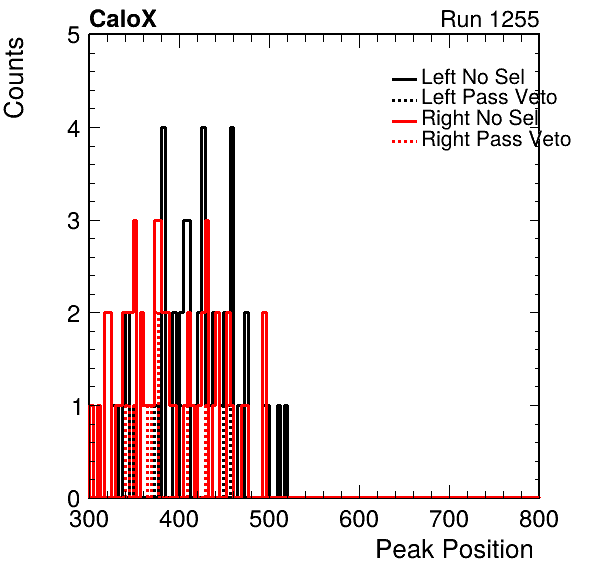 CaloX Run 1255
Counts
5
4
3
2
1
0
Left No Sel
Left Pass Veto
Right No Sel
Right Pass Veto
300 400 500 600 700 800
Peak Position